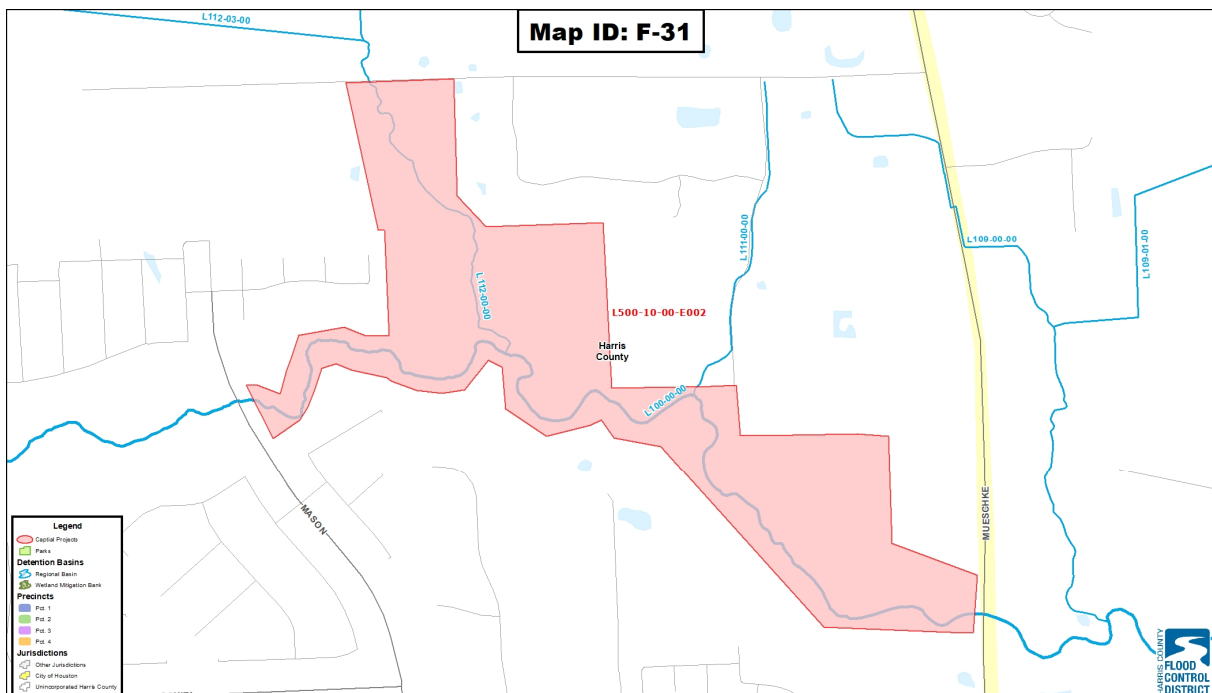 L112-03-00
Map ID: F-31
L111-00-00
L109-00-00
L109-01-00
L112-00-00
L500-10-00-E002
Harris
County
L100-00-00
MASON
MUESCHKE
Legend
Captial Projects
Parks
Detention Basins
Regional Basin
Wetland Mitigation Bank
Precincts
Pct. 1
Pct. 2
Pct. 3
Pct. 4
Jurisdictions
Other Jurisdictions
City of Houston
Unincorporated Harris County
HARRIS COUNTY
FLOOD
CONTROL
DISTRICT